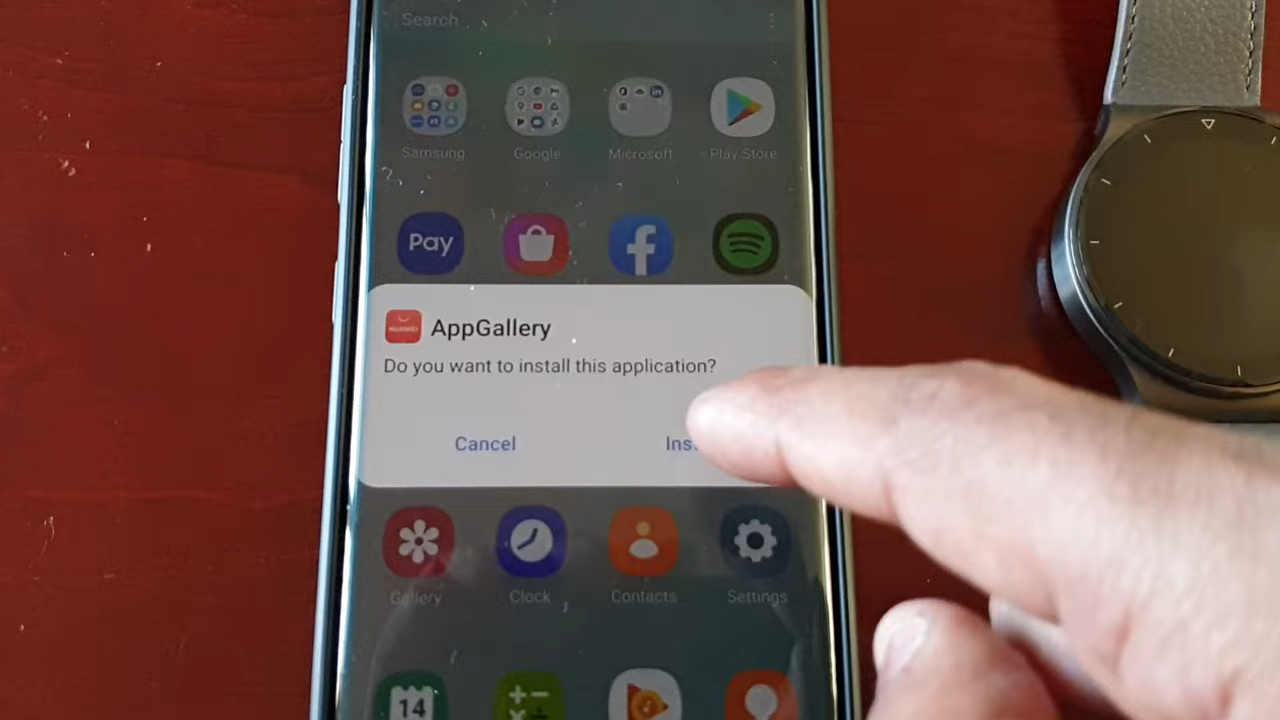 Search
Samsung
Google
Microsoft
Play Store
Pay
HUAWEI
AppGallery
Do you want to install this application?
Cancel
Gallery
Clock
Contacts
Settings
14